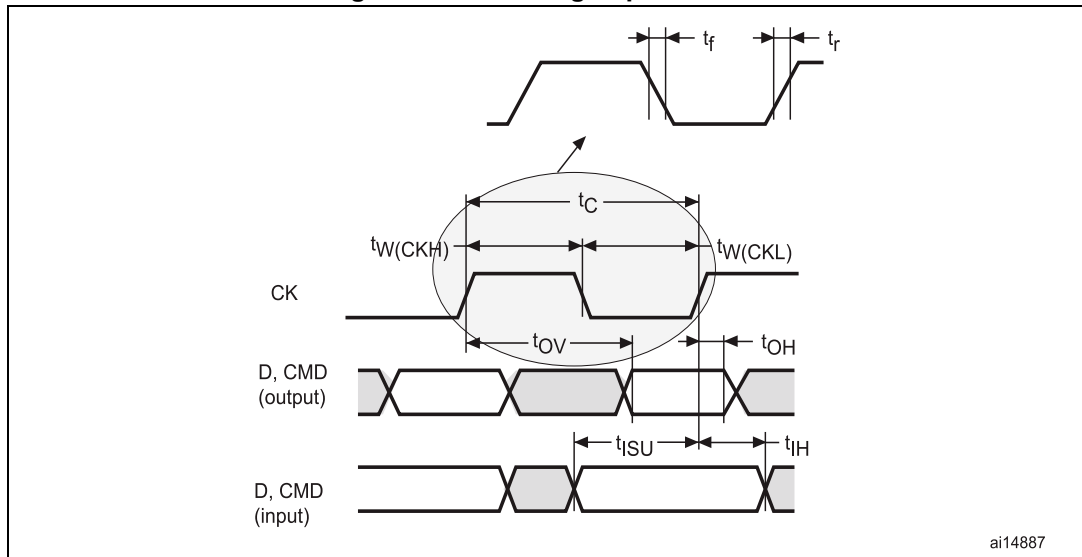 tf
tr
tC
tW(CKH)
tW(CKL)
CK
tOV
tOH
D, CMD
(output)
tISU
tIH
D, CMD
(input)
ai14887